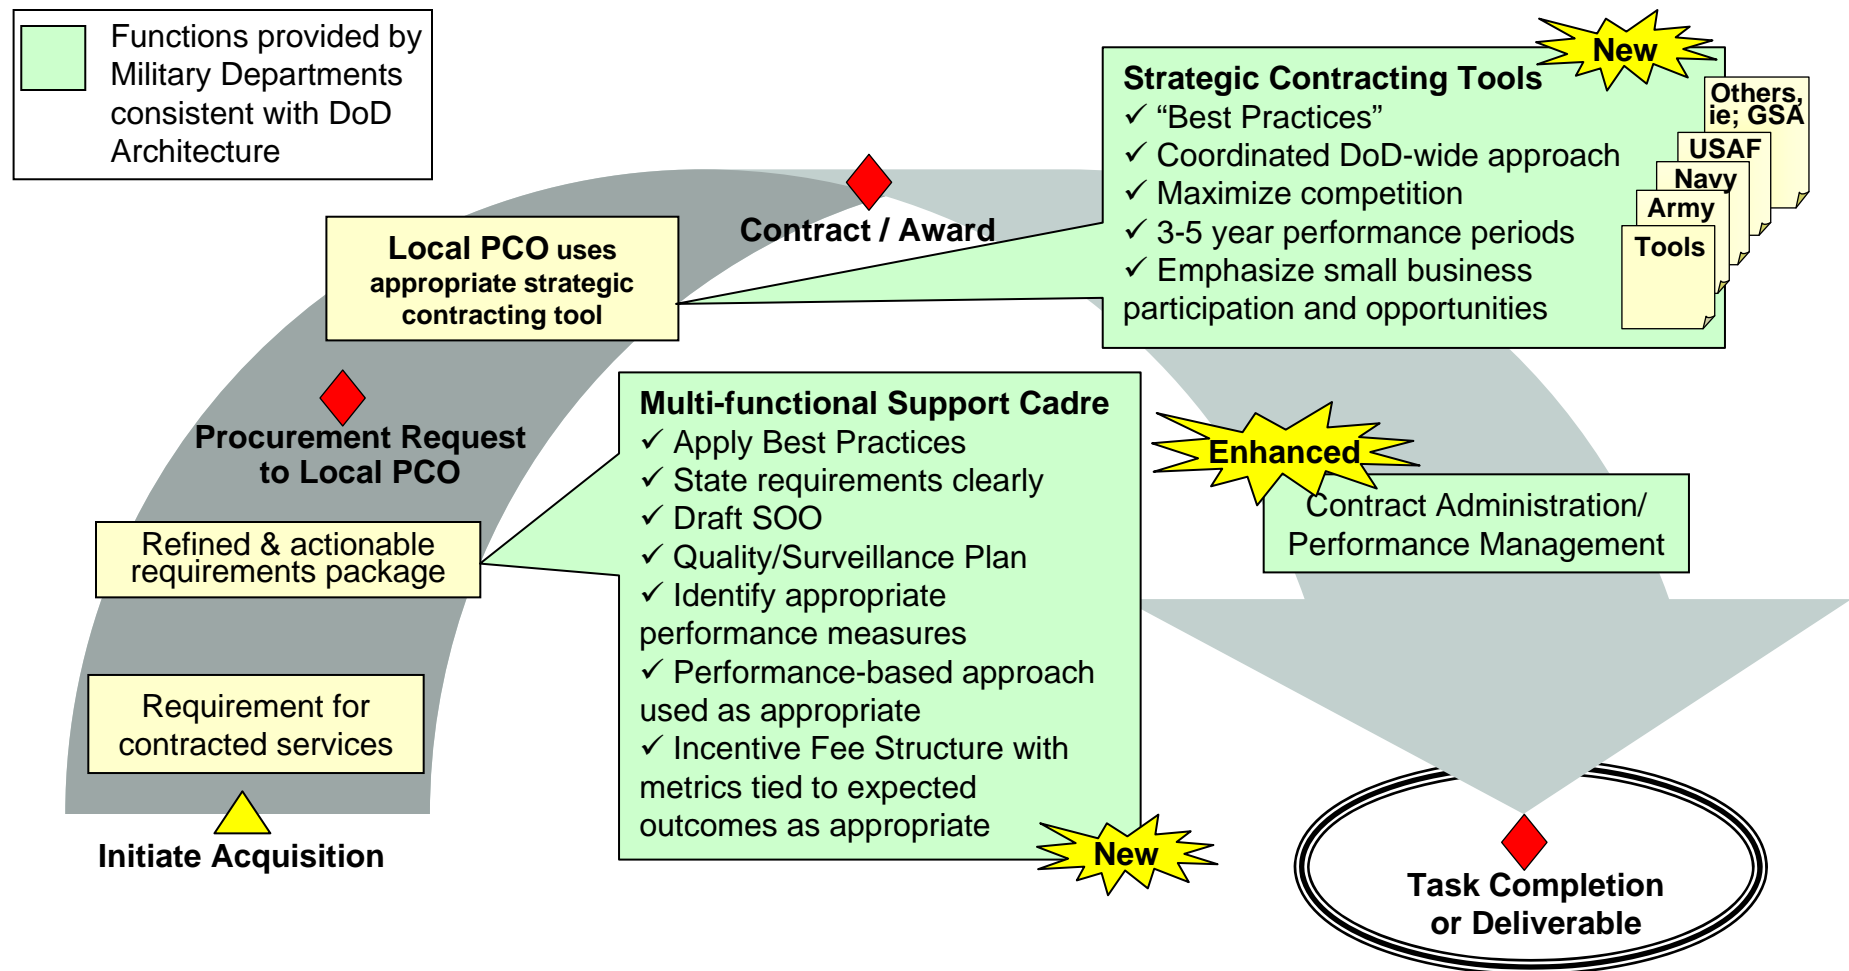 Functions provided by
Military Departments
consistent with DoD
Architecture
New
Strategic Contracting Tools
✓ “Best Practices”
✓ Coordinated DoD-wide approach
✓ Maximize competition
✓ 3-5 year performance periods
✓ Emphasize small business
participation and opportunities
Others,
ie; GSA
USAF
Navy
Army
Tools
Contract / Award
Local PCO uses
appropriate strategic
contracting tool
Procurement Request
to Local PCO
Multi-functional Support Cadre
✓ Apply Best Practices
✓ State requirements clearly
✓ Draft SOO
✓ Quality/Surveillance Plan
✓ Identify appropriate
performance measures
✓ Performance-based approach
used as appropriate
✓ Incentive Fee Structure with
metrics tied to expected
outcomes as appropriate
New
Enhanced
Contract Administration/
Performance Management
Refined & actionable
requirements package
Requirement for
contracted services
Initiate Acquisition
Task Completion
or Deliverable